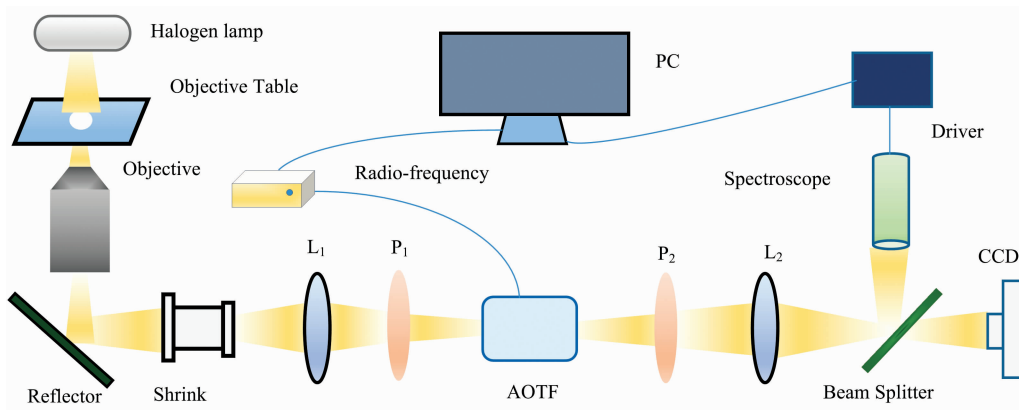 Halogen lamp
PC
Objective Table
Driver
Objective
Radio-frequency
Spectroscope
L₁
P₁
P₂
L₂
CCD
Reflector
Shrink
AOTF
Beam Splitter